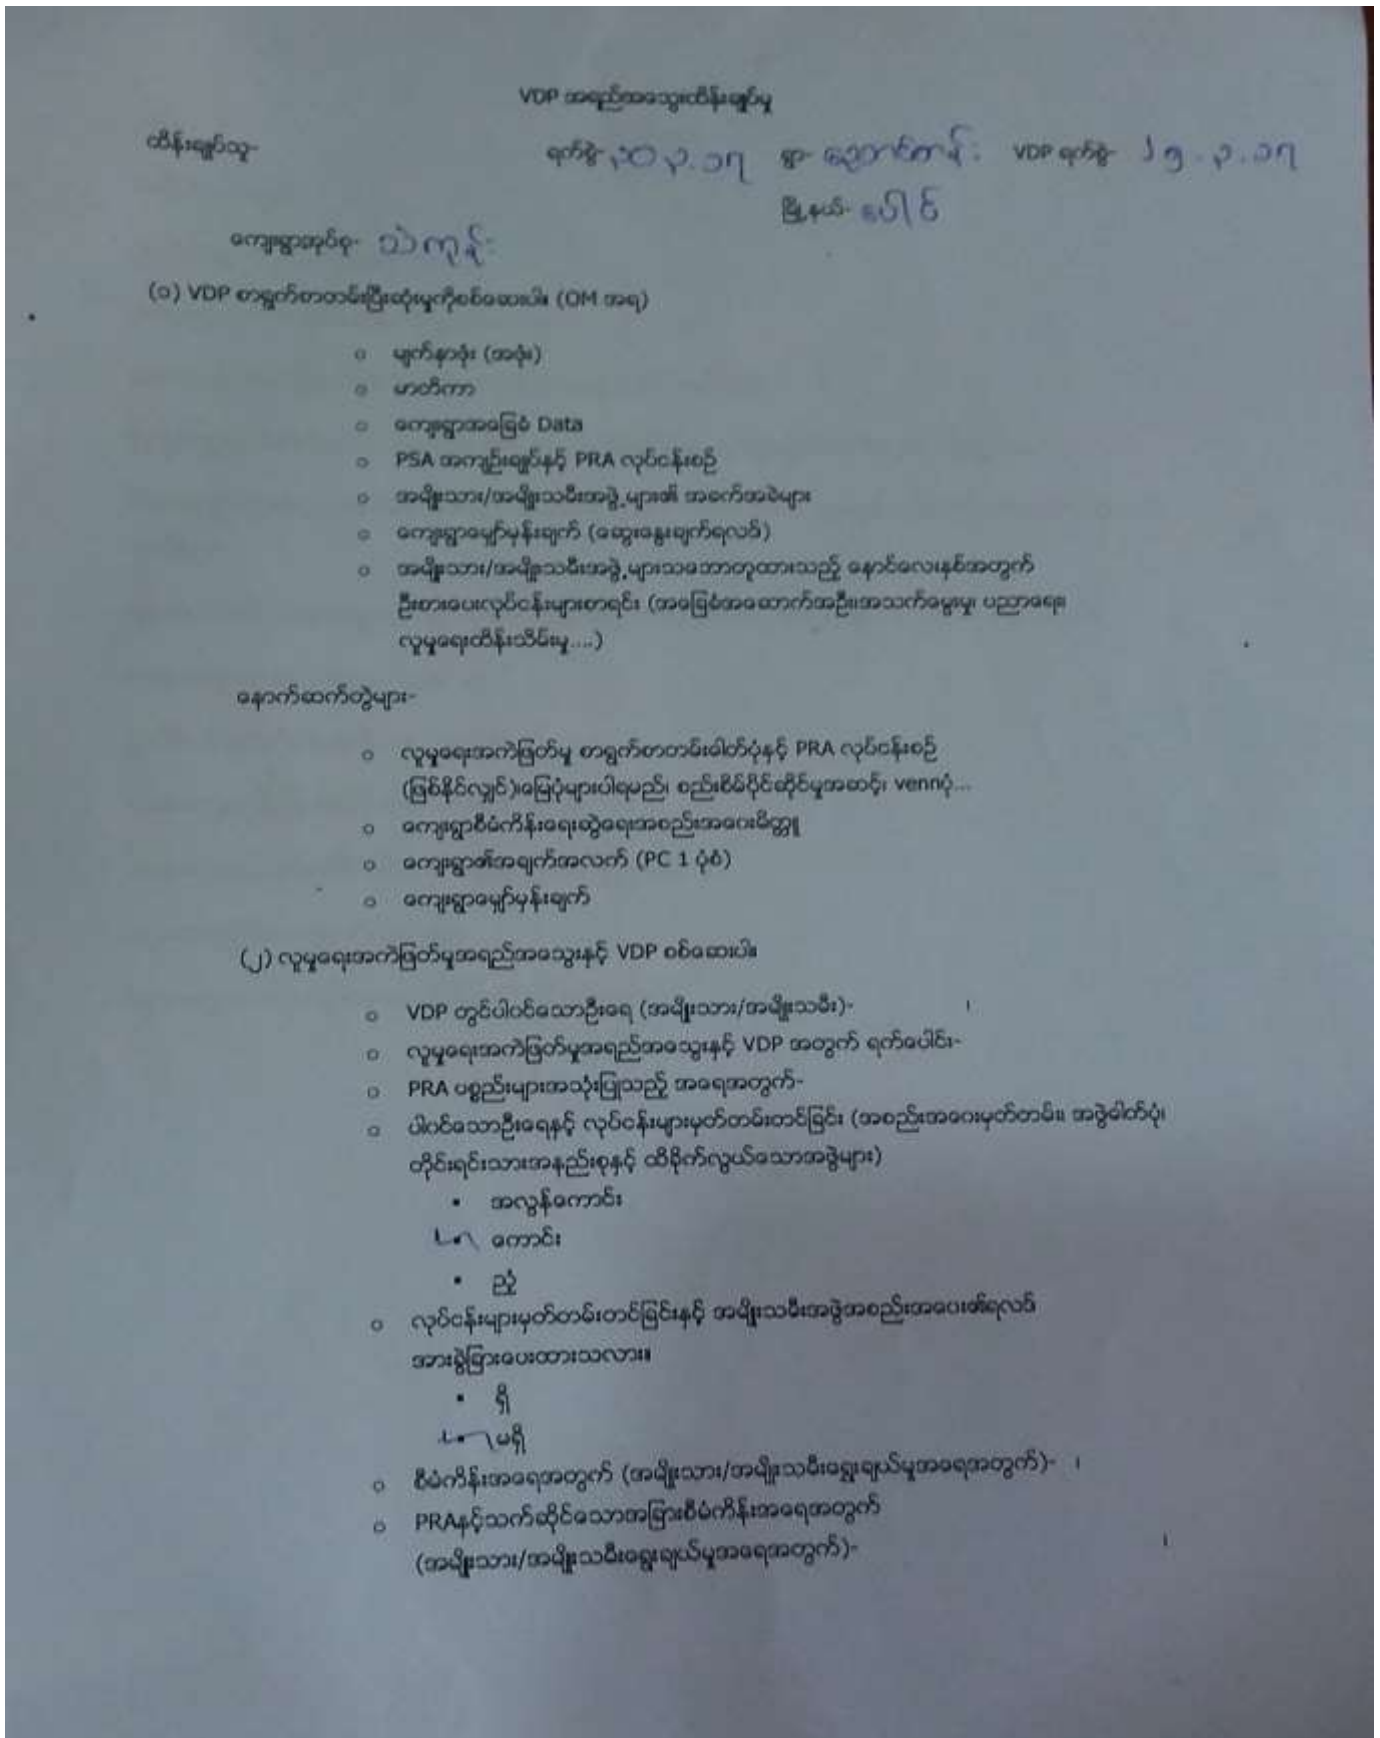 VDP အရည်အသွေးထိန်းချုပ်မှု
ထိန်းချုပ်သူ- ရက်စွဲ- ၃၀.၃.၁၇ ရွာ- ညောင်တန်း VDP ရက်စွဲ- ၂၅.၃.၁၇
မြို့နယ်- ပေါင်
ကျေးရွာအုပ်စု- သဲကုန်း
(၁) VDP စာရွက်စာတမ်းပြီးဆုံးမှုကိုစစ်ဆေးပါ။ (OM အရ)
○ မျက်နှာဖုံး (အဖုံး)
○ မာတိကာ
○ ကျေးရွာအခြေခံ Data
○ PSA အကျဉ်းချုပ်နှင့် PRA လုပ်ငန်းစဉ်
○ အမျိုးသား/အမျိုးသမီးအဖွဲ့များ၏ အခက်အခဲများ
○ ကျေးရွာမျှော်မှန်းချက် (ဆွေးနွေးချက်ရလဒ်)
○ အမျိုးသား/အမျိုးသမီးအဖွဲ့များသဘောတူထားသည့် နောင်လေးနှစ်အတွက်
ဦးစားပေးလုပ်ငန်းများစာရင်း (အခြေခံအဆောက်အဦး၊အသက်မွေးမှု၊ ပညာရေး၊
လူမှုရေးထိန်းသိမ်းမှု....)
နောက်ဆက်တွဲများ-
○ လူမှုရေးအကဲဖြတ်မှု စာရွက်စာတမ်းဓါတ်ပုံနှင့် PRA လုပ်ငန်းစဉ်
(ဖြစ်နိုင်လျှင်)၊မြေပုံများပါရမည်၊ စည်းစိမ်ပိုင်ဆိုင်မှုအဆင့်၊ vennပုံ...
○ ကျေးရွာစီမံကိန်းရေးဆွဲရေးအစည်းအဝေးမိတ္တူ
○ ကျေးရွာ၏အချက်အလက် (PC 1 ပုံစံ)
○ ကျေးရွာမျှော်မှန်းချက်
(၂) လူမှုရေးအကဲဖြတ်မှုအရည်အသွေးနှင့် VDP စစ်ဆေးပါ။
○ VDP တွင်ပါဝင်သောဦးရေ (အမျိုးသား/အမျိုးသမီး)-
○ လူမှုရေးအကဲဖြတ်မှုအရည်အသွေးနှင့် VDP အတွက် ရက်ပေါင်း-
○ PRA ပစ္စည်းများအသုံးပြုသည့် အရေအတွက်-
○ ပါဝင်သောဦးရေနှင့် လုပ်ငန်းများမှတ်တမ်းတင်ခြင်း (အစည်းအဝေးမှတ်တမ်း၊ အဖွဲ့ဓါတ်ပုံ၊
တိုင်းရင်းသားအနည်းစုနှင့် ထိခိုက်လွယ်သောအဖွဲ့များ)
▪ အလွန်ကောင်း
▪ ကောင်း
▪ ညံ့
○ လုပ်ငန်းများမှတ်တမ်းတင်ခြင်းနှင့် အမျိုးသမီးအဖွဲ့အစည်းအဝေး၏ရလဒ်
အားခွဲခြားပေးထားသလား။
▪ ရှိ
▪ မရှိ
○ စီမံကိန်းအရေအတွက် (အမျိုးသား/အမျိုးသမီးရွေးချယ်မှုအရေအတွက်)-
○ PRAနှင့်သက်ဆိုင်သောအခြားစီမံကိန်းအရေအတွက်
(အမျိုးသား/အမျိုးသမီးရွေးချယ်မှုအရေအတွက်)-